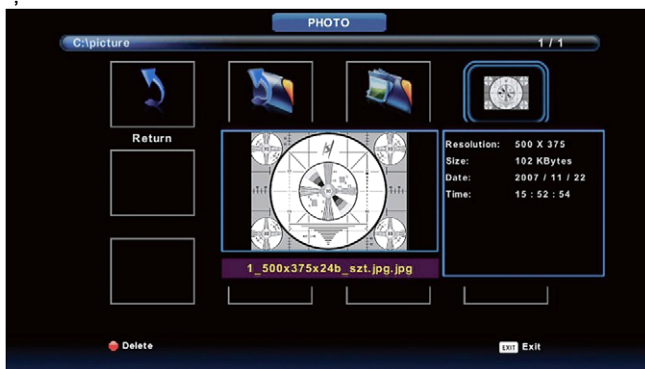 PHOTO
C:\picture 1 / 1
Return
Resolution: 500 X 375
Size: 102 KBytes
Date: 2007 / 11 / 22
Time: 15 : 52 : 54
1_500x375x24b_szt.jpg.jpg
Delete EXIT Exit